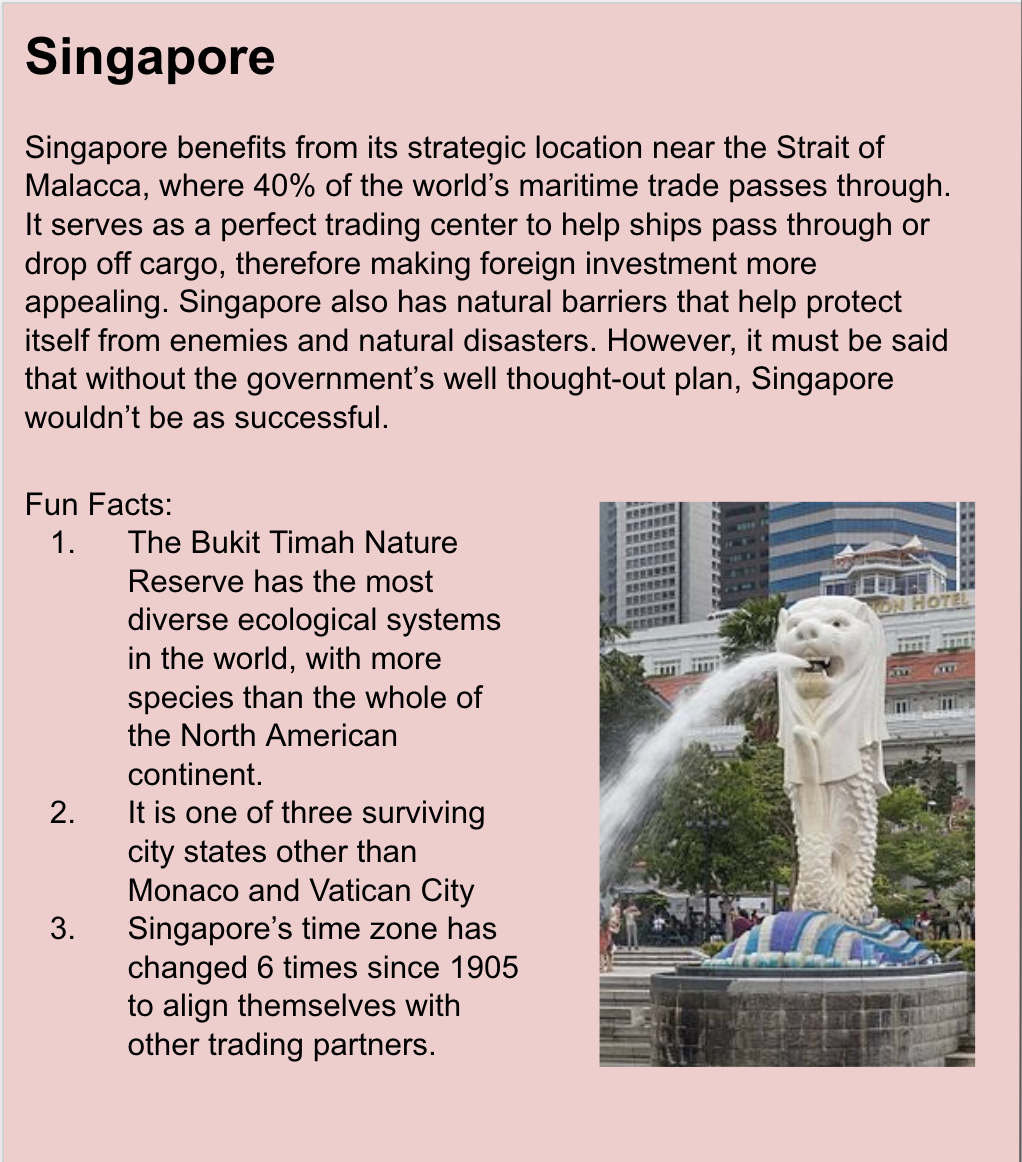 Singapore
Singapore benefits from its strategic location near the Strait of
Malacca, where 40% of the world’s maritime trade passes through.
It serves as a perfect trading center to help ships pass through or
drop off cargo, therefore making foreign investment more
appealing. Singapore also has natural barriers that help protect
itself from enemies and natural disasters. However, it must be said
that without the government’s well thought-out plan, Singapore
wouldn’t be as successful.
Fun Facts:
1. The Bukit Timah Nature
Reserve has the most
diverse ecological systems
in the world, with more
species than the whole of
the North American
continent.
2. It is one of three surviving
city states other than
Monaco and Vatican City
3. Singapore’s time zone has
changed 6 times since 1905
to align themselves with
other trading partners.
HOTEL